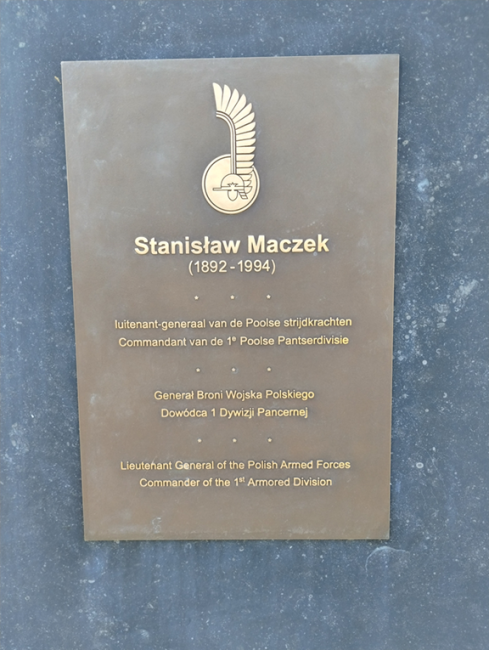 Stanisław Maczek
(1892 - 1994)
luitenant-generaal van de Poolse strijdkrachten
Commandant van de 1e Poolse Pantserdivisie
Generał Broni Wojska Polskiego
Dowódca 1 Dywizji Pancernej
Lieutenant General of the Polish Armed Forces
Commander of the 1st Armored Division